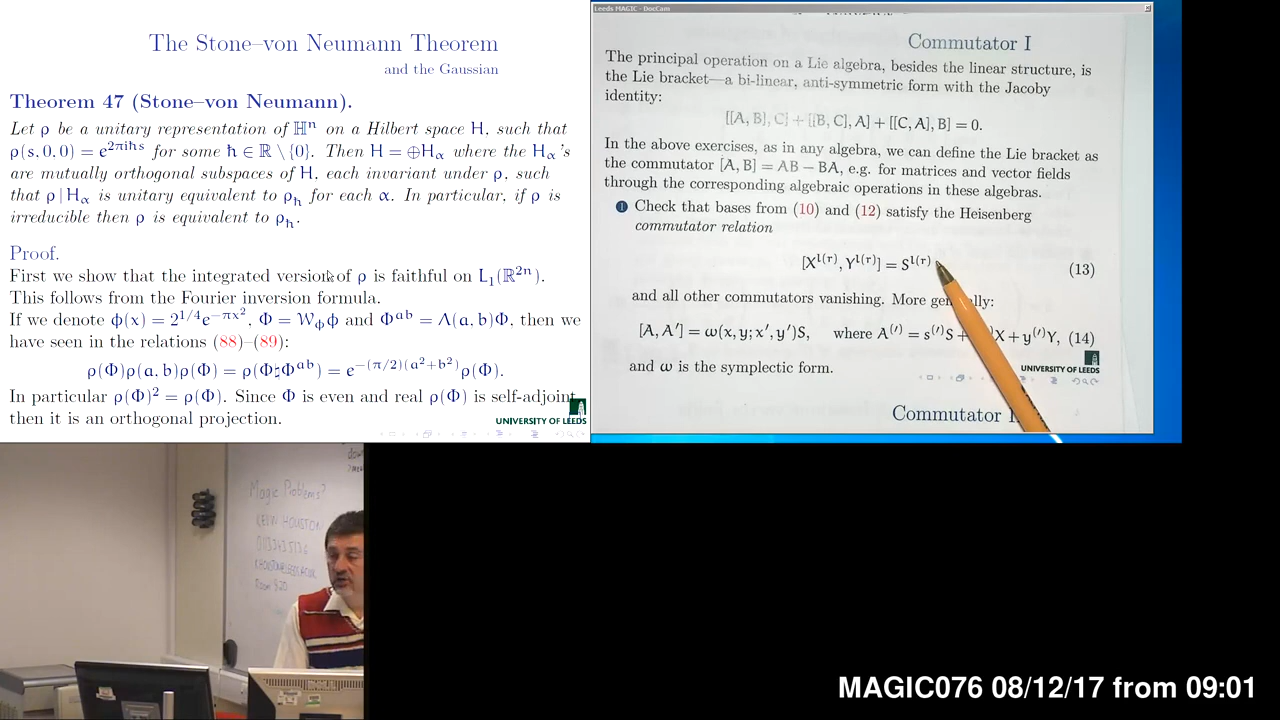 The Stone–von Neumann Theorem
and the Gaussian
Theorem 47 (Stone–von Neumann).
Let ρ be a unitary representation of ℍⁿ on a Hilbert space H, such that
ρ(s, 0, 0) = e^{2πiℏs} for some ℏ ∈ ℝ \ {0}. Then H = ⊕H_α where the H_α's
are mutually orthogonal subspaces of H, each invariant under ρ, such
that ρ | H_α is unitary equivalent to ρ_ℏ for each α. In particular, if ρ is
irreducible then ρ is equivalent to ρ_ℏ.
Proof.
First we show that the integrated version of ρ is faithful on L₁(ℝ²ⁿ).
This follows from the Fourier inversion formula.
If we denote ϕ(x) = 2^{1/4}e^{−πx²}, Φ = 𝒲_ϕϕ and Φ^{ab} = Λ(a, b)Φ, then we
have seen in the relations (88)–(89):
ρ(Φ)ρ(a, b)ρ(Φ) = ρ(Φ♮Φ^{ab}) = e^{−(π/2)(a²+b²)}ρ(Φ).
In particular ρ(Φ)² = ρ(Φ). Since Φ is even and real ρ(Φ) is self-adjoint
then it is an orthogonal projection.
UNIVERSITY OF LEEDS
Leeds MAGIC - DocCam
Commutator I
The principal operation on a Lie algebra, besides the linear structure, is
the Lie bracket—a bi-linear, anti-symmetric form with the Jacoby
identity:
[[A, B], C] + [[B, C], A] + [[C, A], B] = 0.
In the above exercises, as in any algebra, we can define the Lie bracket as
the commutator [A, B] = AB − BA, e.g. for matrices and vector fields
through the corresponding algebraic operations in these algebras.
1 Check that bases from (10) and (12) satisfy the Heisenberg
commutator relation
[X^{l(r)}, Y^{l(r)}] = S^{l(r)} (13)
and all other commutators vanishing. More generally:
[A, A′] = ω(x, y; x′, y′)S, where A^{(′)} = s^{(′)}S + X + y^{(′)}Y, (14)
and ω is the symplectic form.
UNIVERSITY OF LEEDS
Commutator
Magic Problems?
MAGIC076 08/12/17 from 09:01